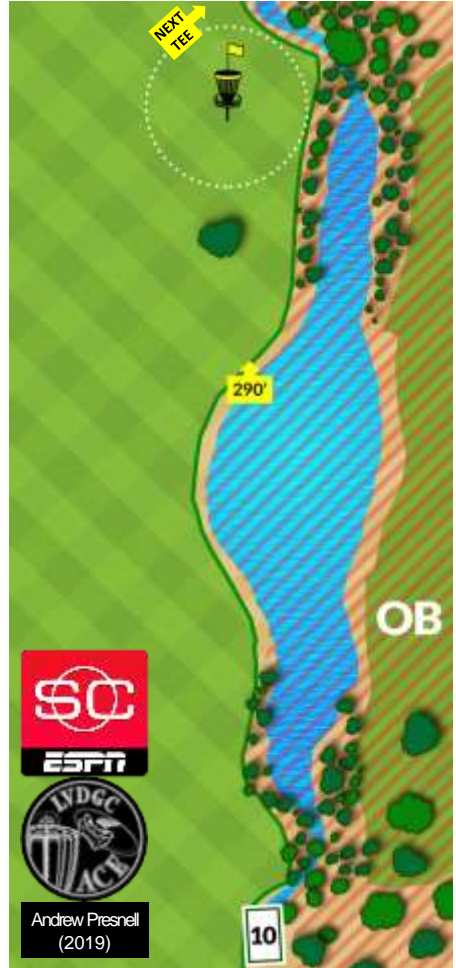 NEXT
TEE
290'
OB
SC
ESPN
LVDGC
ACE
Andrew Presnell
(2019)
10